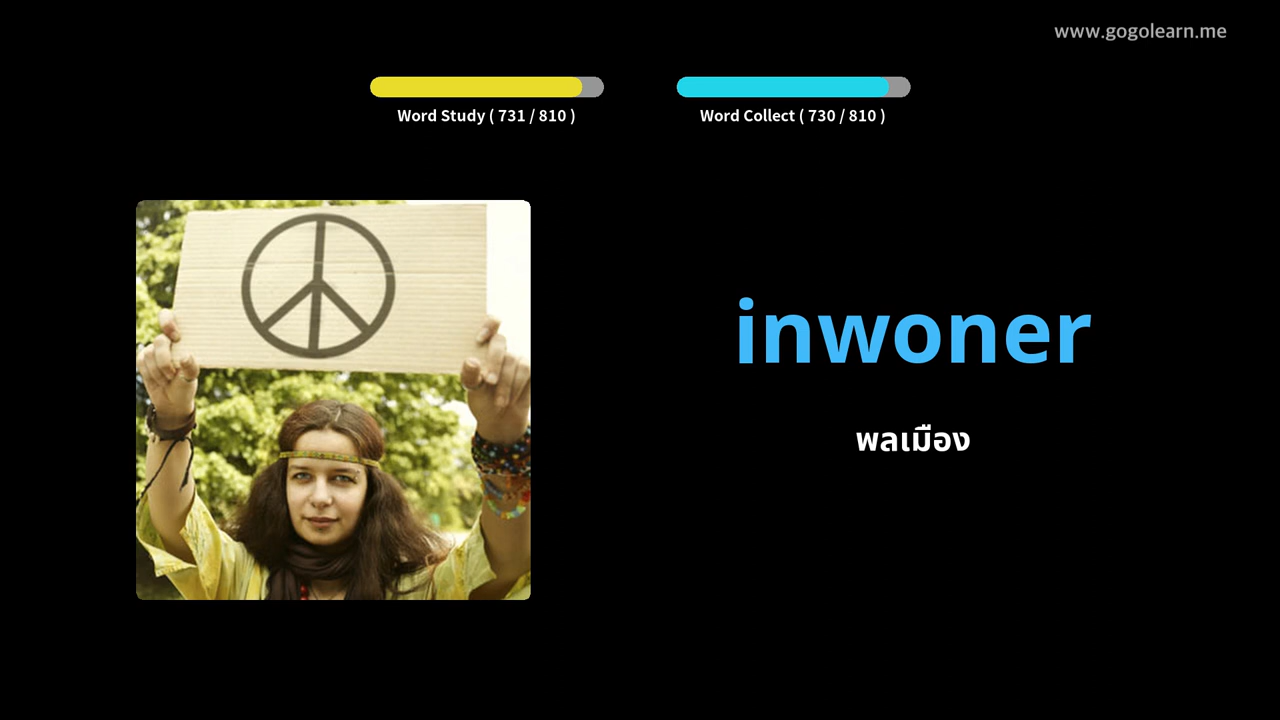 www.gogolearn.me
Word Study ( 731 / 810 )
Word Collect ( 730 / 810 )
inwoner
พลเมือง